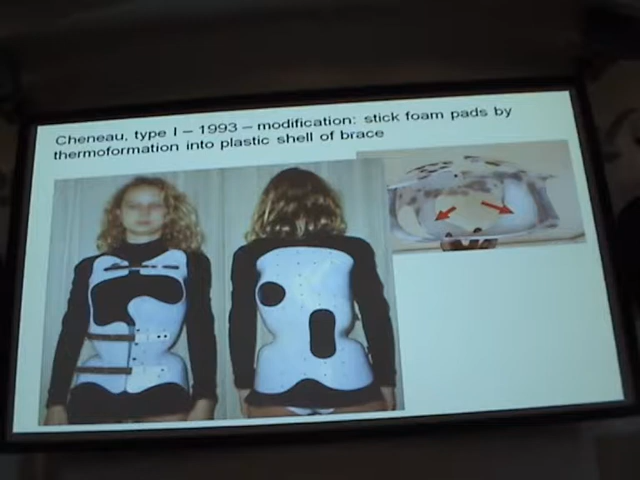 Cheneau, type I – 1993 – modification: stick foam pads by
thermoformation into plastic shell of brace